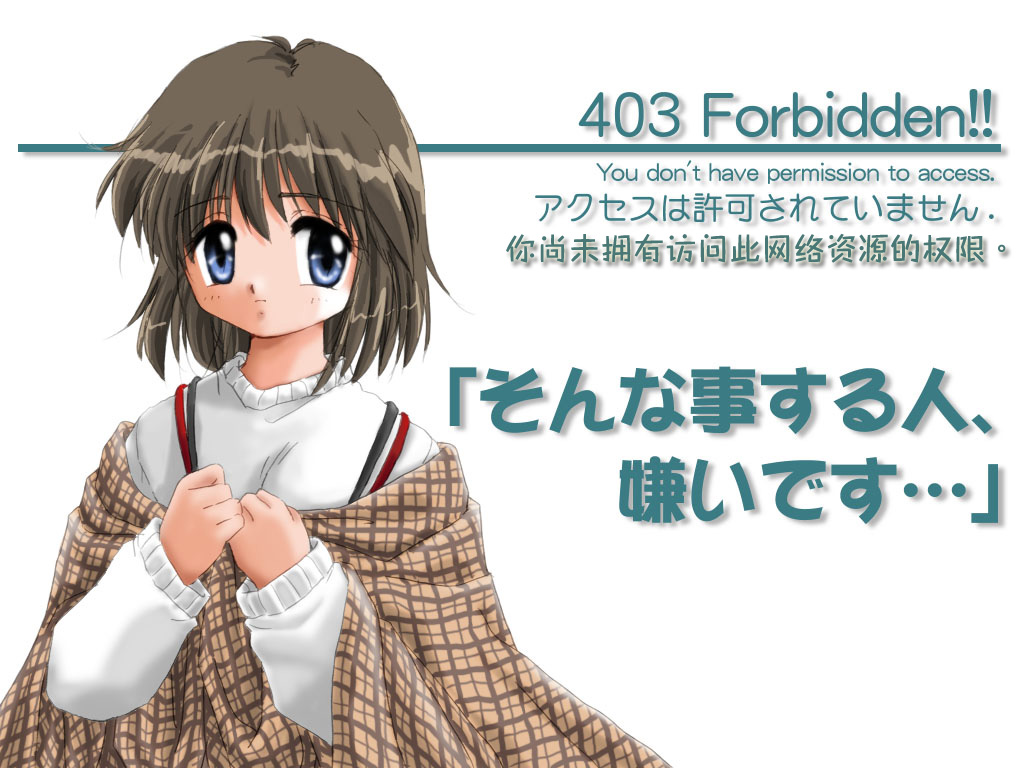 403 Forbidden!!
You don't have permission to access.
アクセスは許可されていません.
你尚未拥有访问此网络资源的权限。
「そんな事する人、
嫌いです…」